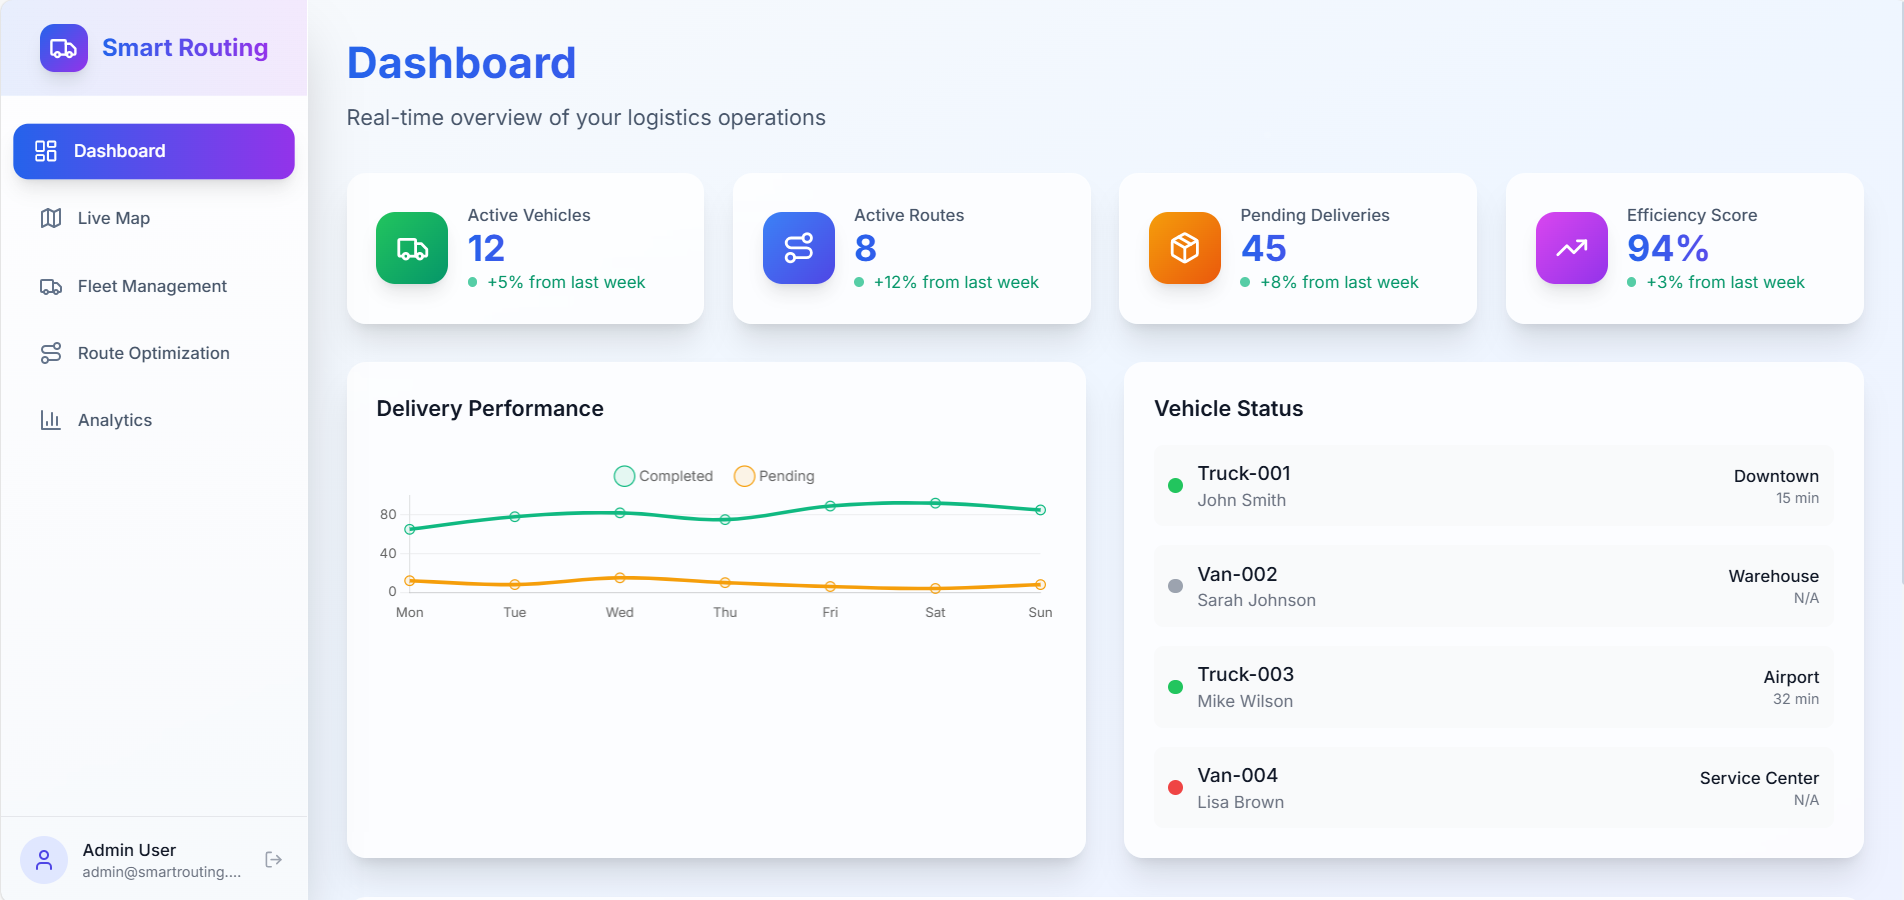 Smart Routing
Dashboard
Live Map
Fleet Management
Route Optimization
Analytics
Admin User
admin@smartrouting....
Dashboard
Real-time overview of your logistics operations
Active Vehicles
12
+5% from last week
Active Routes
8
+12% from last week
Pending Deliveries
45
+8% from last week
Efficiency Score
94%
+3% from last week
Delivery Performance
Completed Pending
80
40
0
Mon Tue Wed Thu Fri Sat Sun
Vehicle Status
Truck-001
John Smith
Downtown
15 min
Van-002
Sarah Johnson
Warehouse
N/A
Truck-003
Mike Wilson
Airport
32 min
Van-004
Lisa Brown
Service Center
N/A